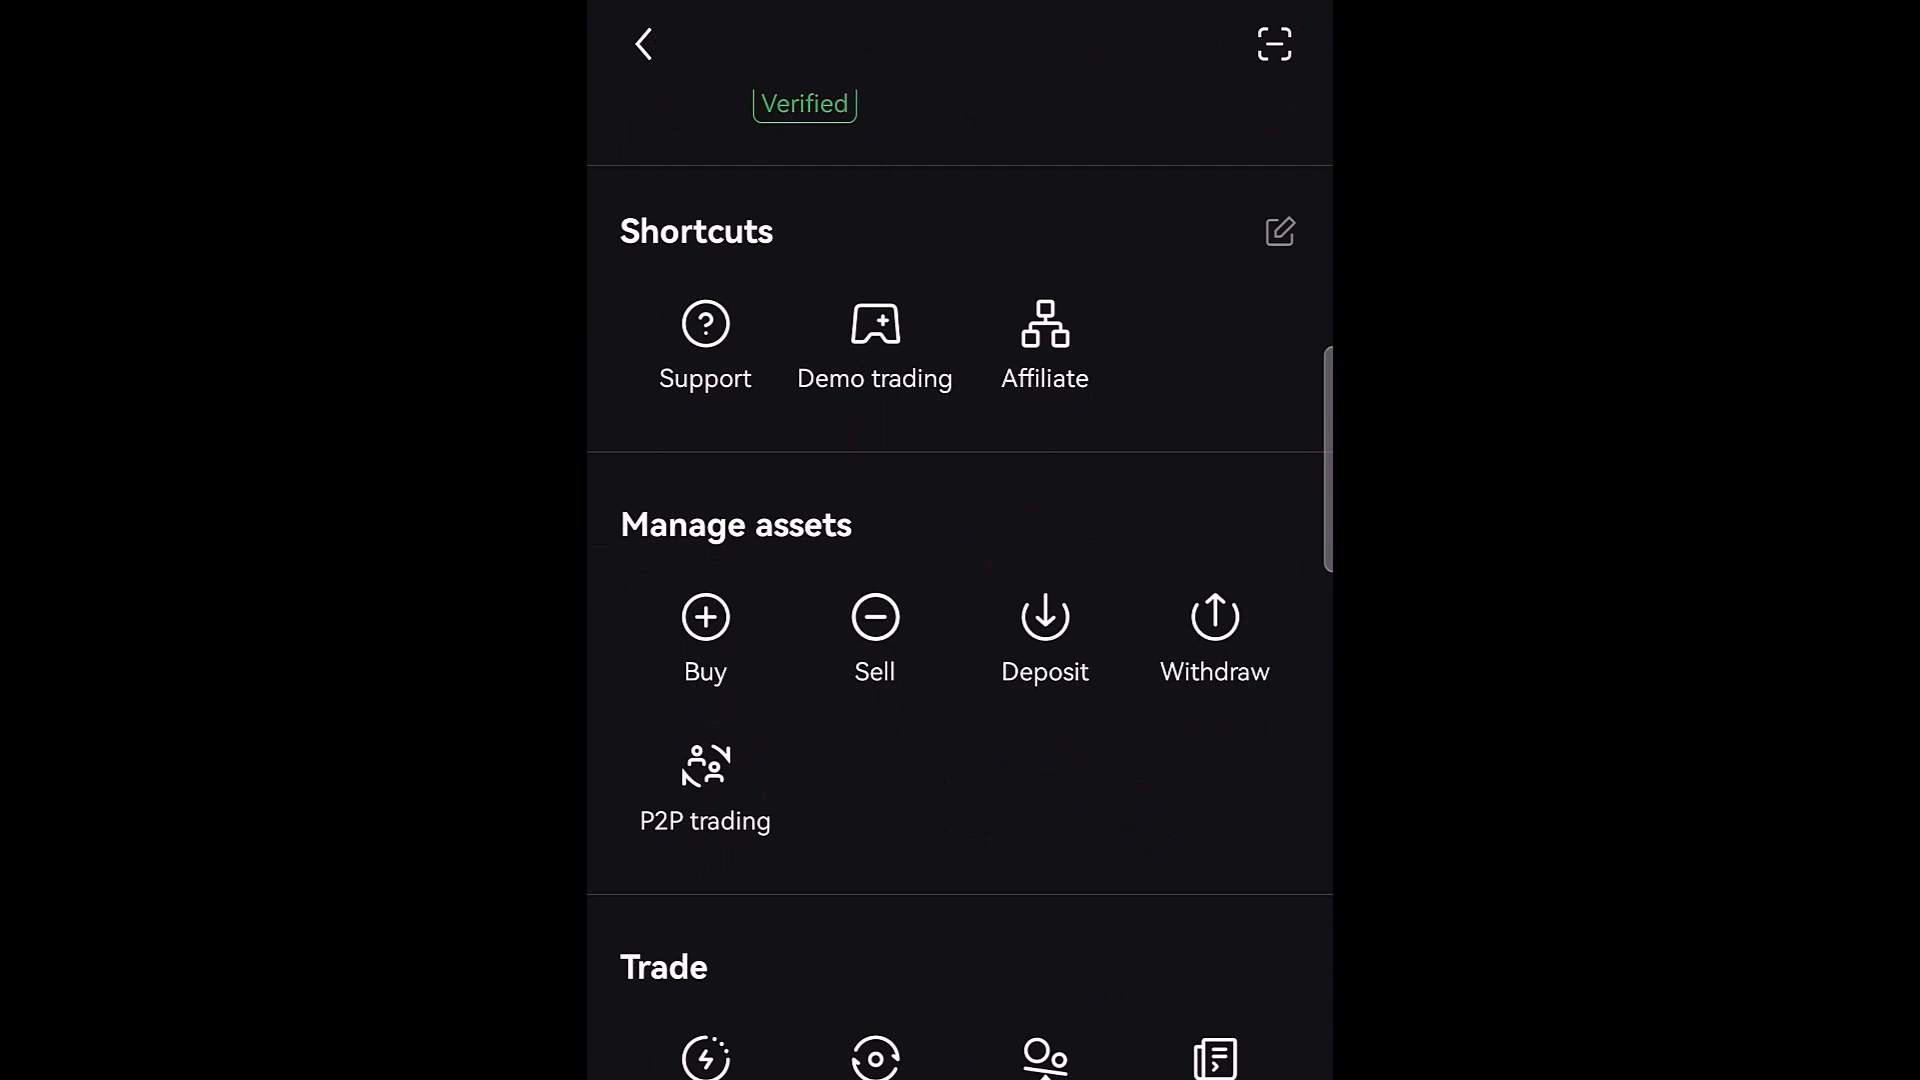 Verified
Shortcuts
Support Demo trading Affiliate
Manage assets
Buy Sell Deposit Withdraw
P2P trading
Trade